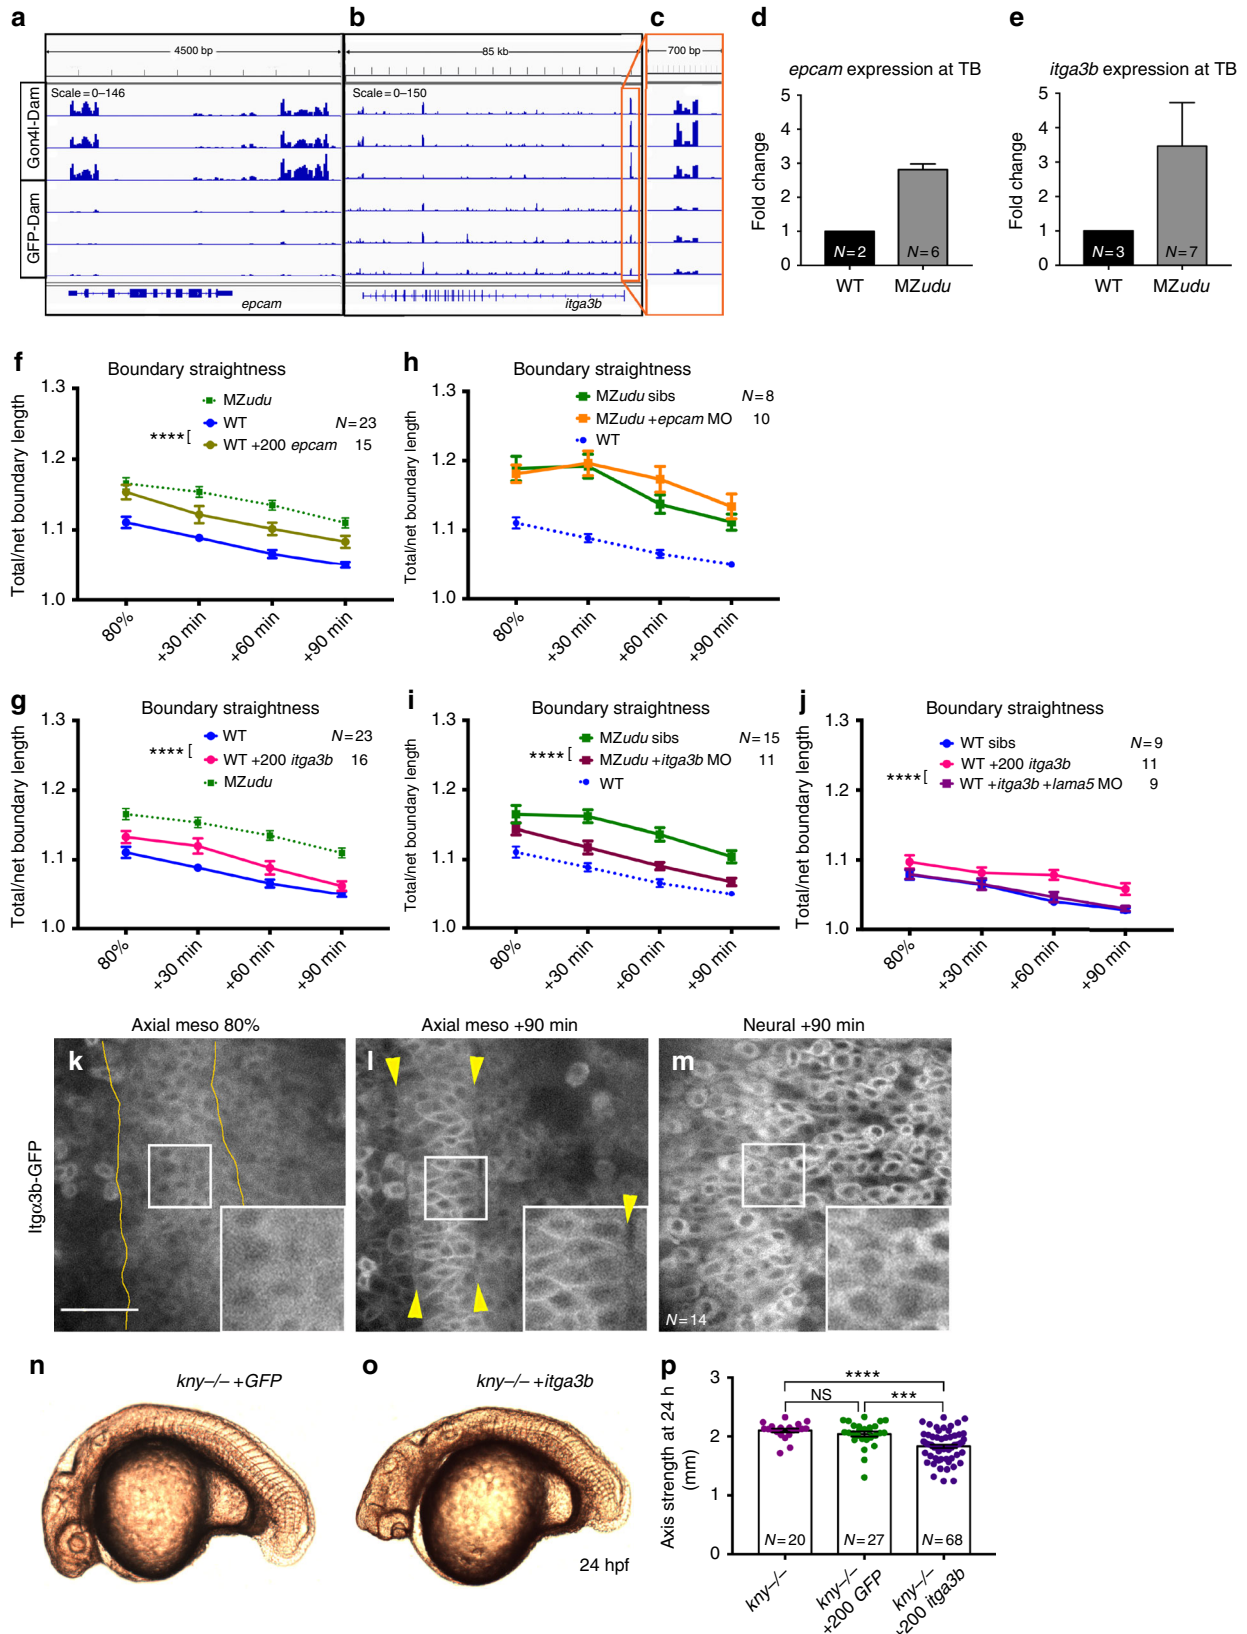 a
b
c
d
e
4500 bp
85 kb
700 bp
Scale = 0–146
Scale = 0–150
Gon4l-Dam
GFP-Dam
epcam
itga3b
epcam expression at TB
Fold change
5
4
3
2
1
0
N = 2
N = 6
WT
MZudu
itga3b expression at TB
Fold change
5
4
3
2
1
0
N = 3
N = 7
WT
MZudu
f
Boundary straightness
Total/net boundary length
1.3
1.2
1.1
1.0
MZudu
WT N = 23
WT +200 epcam 15
****
80%
+30 min
+60 min
+90 min
h
Boundary straightness
Total/net boundary length
1.3
1.2
1.1
1.0
MZudu sibs N = 8
MZudu +epcam MO 10
WT
80%
+30 min
+60 min
+90 min
g
Boundary straightness
Total/net boundary length
1.3
1.2
1.1
1.0
WT N = 23
WT +200 itga3b 16
MZudu
****
80%
+30 min
+60 min
+90 min
i
Boundary straightness
Total/net boundary length
1.3
1.2
1.1
1.0
MZudu sibs N = 15
MZudu +itga3b MO 11
WT
****
80%
+30 min
+60 min
+90 min
j
Boundary straightness
Total/net boundary length
1.3
1.2
1.1
1.0
WT sibs N = 9
WT +200 itga3b 11
WT +itga3b +lama5 MO 9
****
80%
+30 min
+60 min
+90 min
Axial meso 80%
Axial meso +90 min
Neural +90 min
Itgα3b-GFP
k
l
m
N = 14
n
kny–/– +GFP
o
kny–/– +itga3b
24 hpf
p
Axis strength at 24 h
(mm)
3
2
1
0
****
NS
***
N = 20
N = 27
N = 68
kny–/–
kny–/–
+200 GFP
kny–/–
+200 itga3b